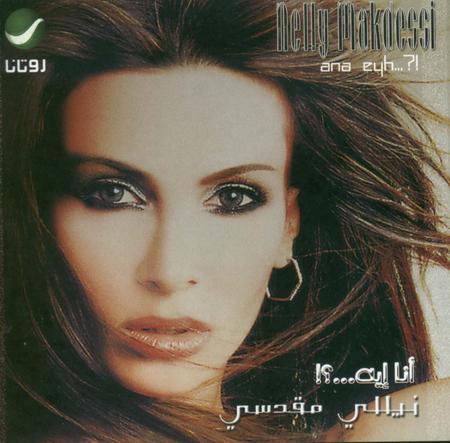 Nelly Makdessi
ana eyh...?!
روتانا
أنا إيه...؟!
نيللي مقدسي